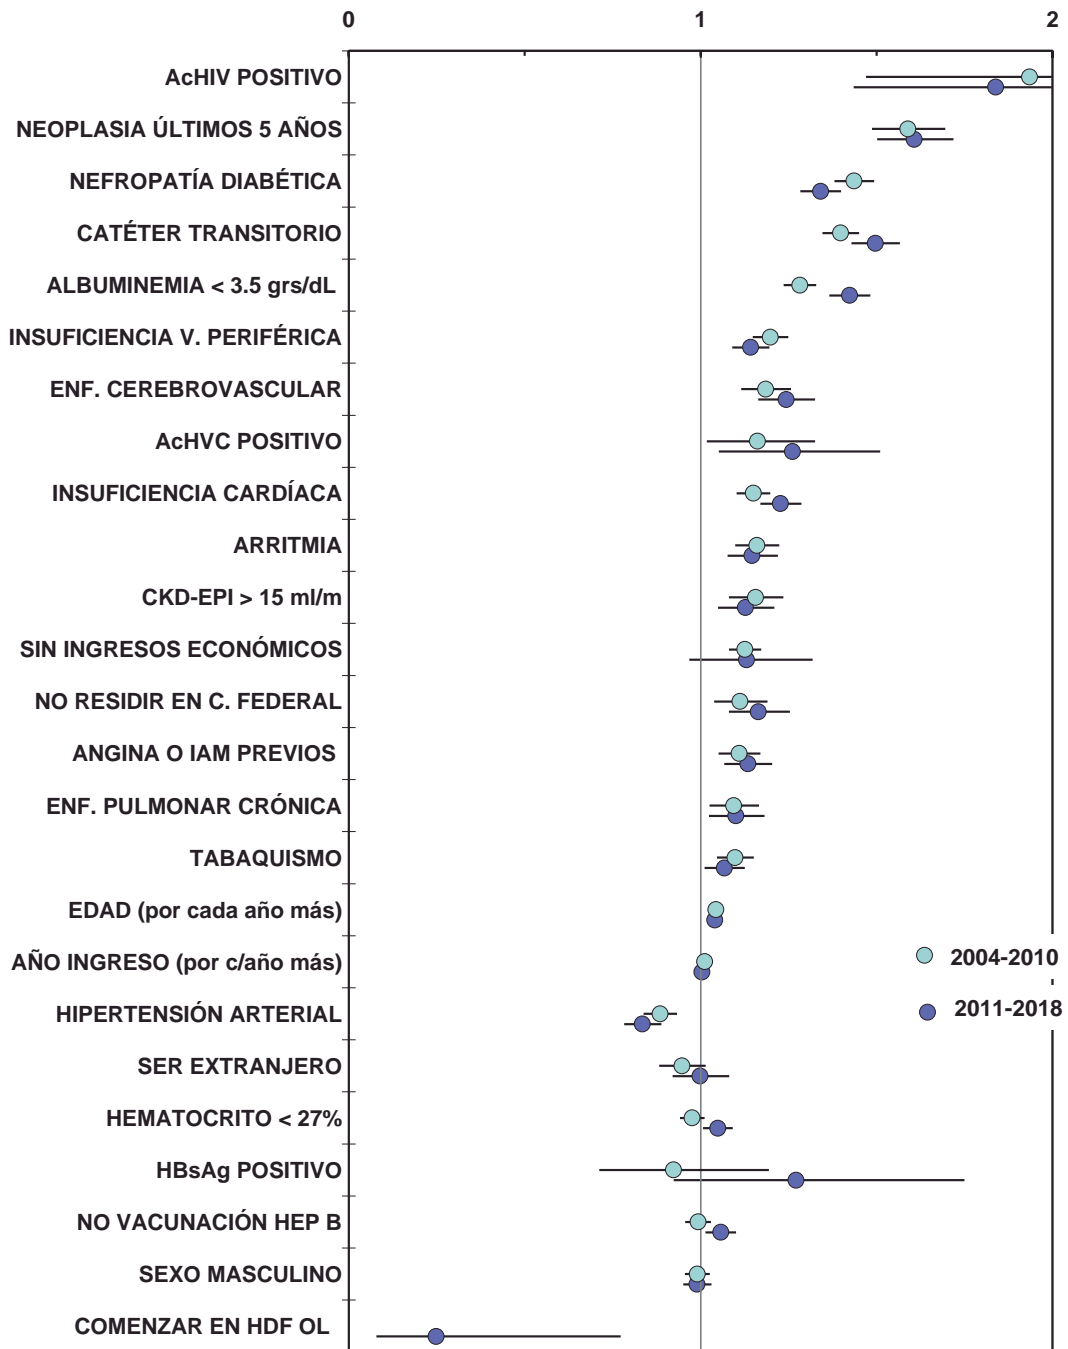 0 1 2
AcHIV POSITIVO
NEOPLASIA ÚLTIMOS 5 AÑOS
NEFROPATÍA DIABÉTICA
CATÉTER TRANSITORIO
ALBUMINEMIA < 3.5 grs/dL
INSUFICIENCIA V. PERIFÉRICA
ENF. CEREBROVASCULAR
AcHVC POSITIVO
INSUFICIENCIA CARDÍACA
ARRITMIA
CKD-EPI > 15 ml/m
SIN INGRESOS ECONÓMICOS
NO RESIDIR EN C. FEDERAL
ANGINA O IAM PREVIOS
ENF. PULMONAR CRÓNICA
TABAQUISMO
EDAD (por cada año más)
AÑO INGRESO (por c/año más)
2004-2010
HIPERTENSIÓN ARTERIAL
2011-2018
SER EXTRANJERO
HEMATOCRITO < 27%
HBsAg POSITIVO
NO VACUNACIÓN HEP B
SEXO MASCULINO
COMENZAR EN HDF OL